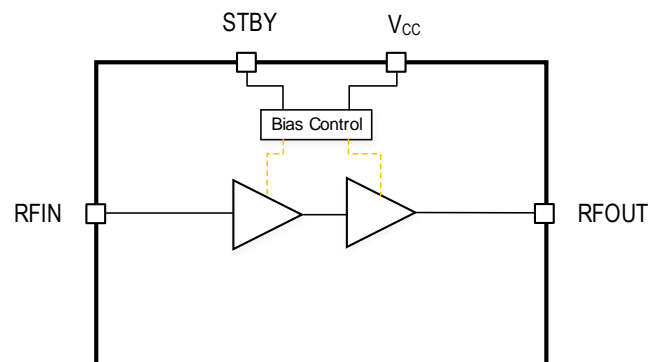 STBY
VCC
Bias Control
RFIN
RFOUT